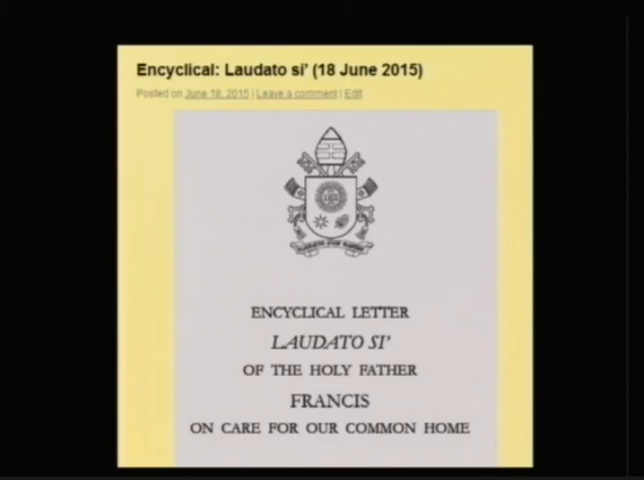 Encyclical: Laudato si' (18 June 2015)
Posted on June 18, 2015 | Leave a comment | Edit
ENCYCLICAL LETTER
LAUDATO SI'
OF THE HOLY FATHER
FRANCIS
ON CARE FOR OUR COMMON HOME